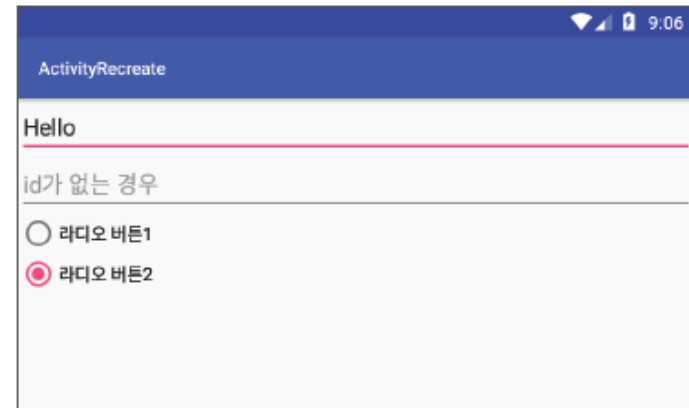 9:06
ActivityRecreate
Hello
id가 없는 경우
라디오 버튼1
라디오 버튼2